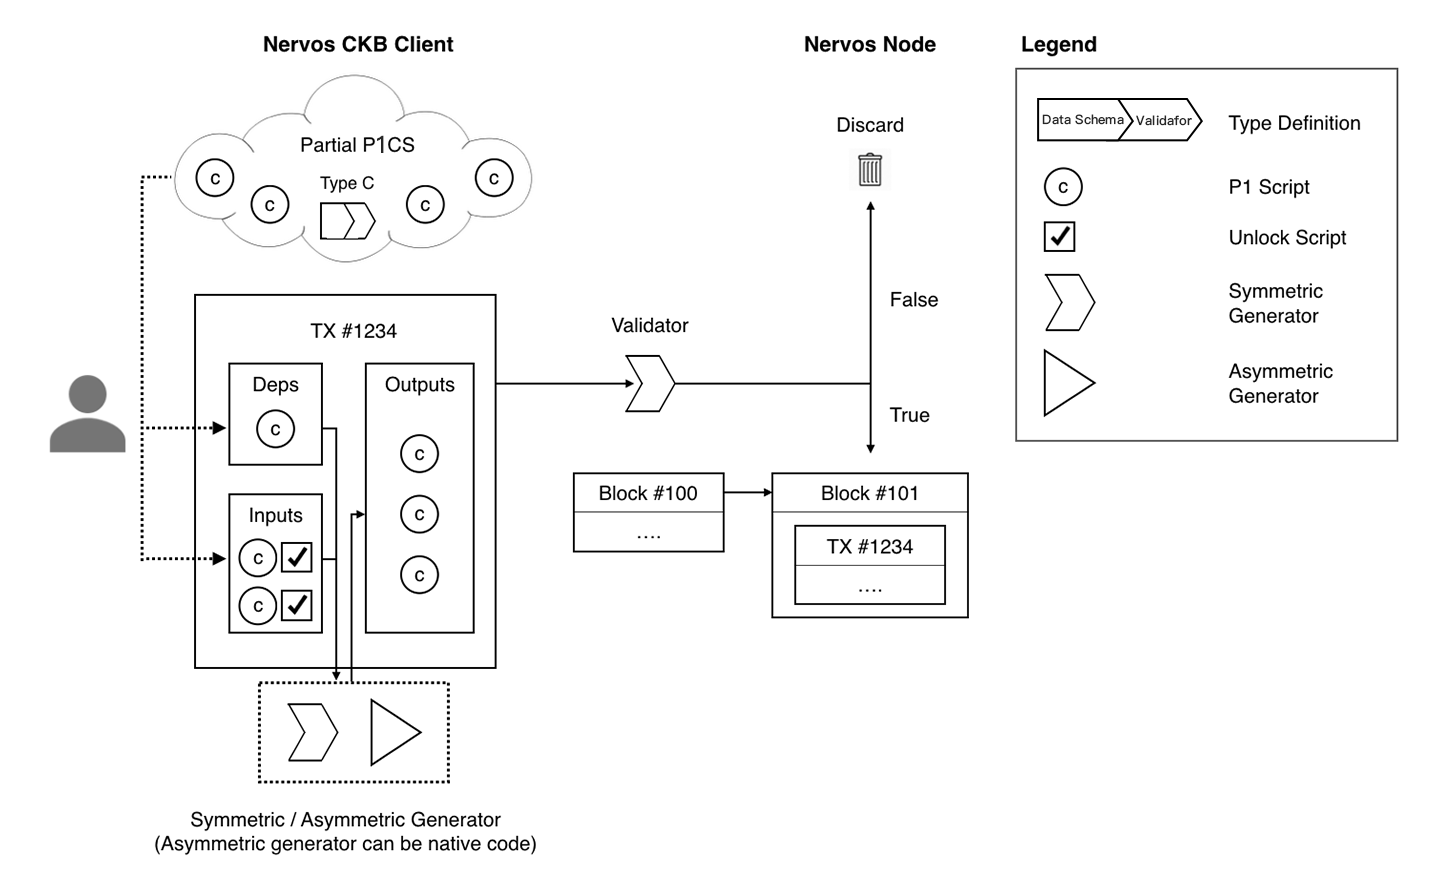 Nervos CKB Client
Nervos Node
Legend
Partial P1CS
Type C
c
c
c
c
Discard
False
True
Validator
TX #1234
Deps
c
Inputs
c
c
Outputs
c
c
c
Block #100
....
Block #101
TX #1234
....
Symmetric / Asymmetric Generator
(Asymmetric generator can be native code)
Data Schema
Validafor
Type Definition
c
P1 Script
Unlock Script
Symmetric
Generator
Asymmetric
Generator